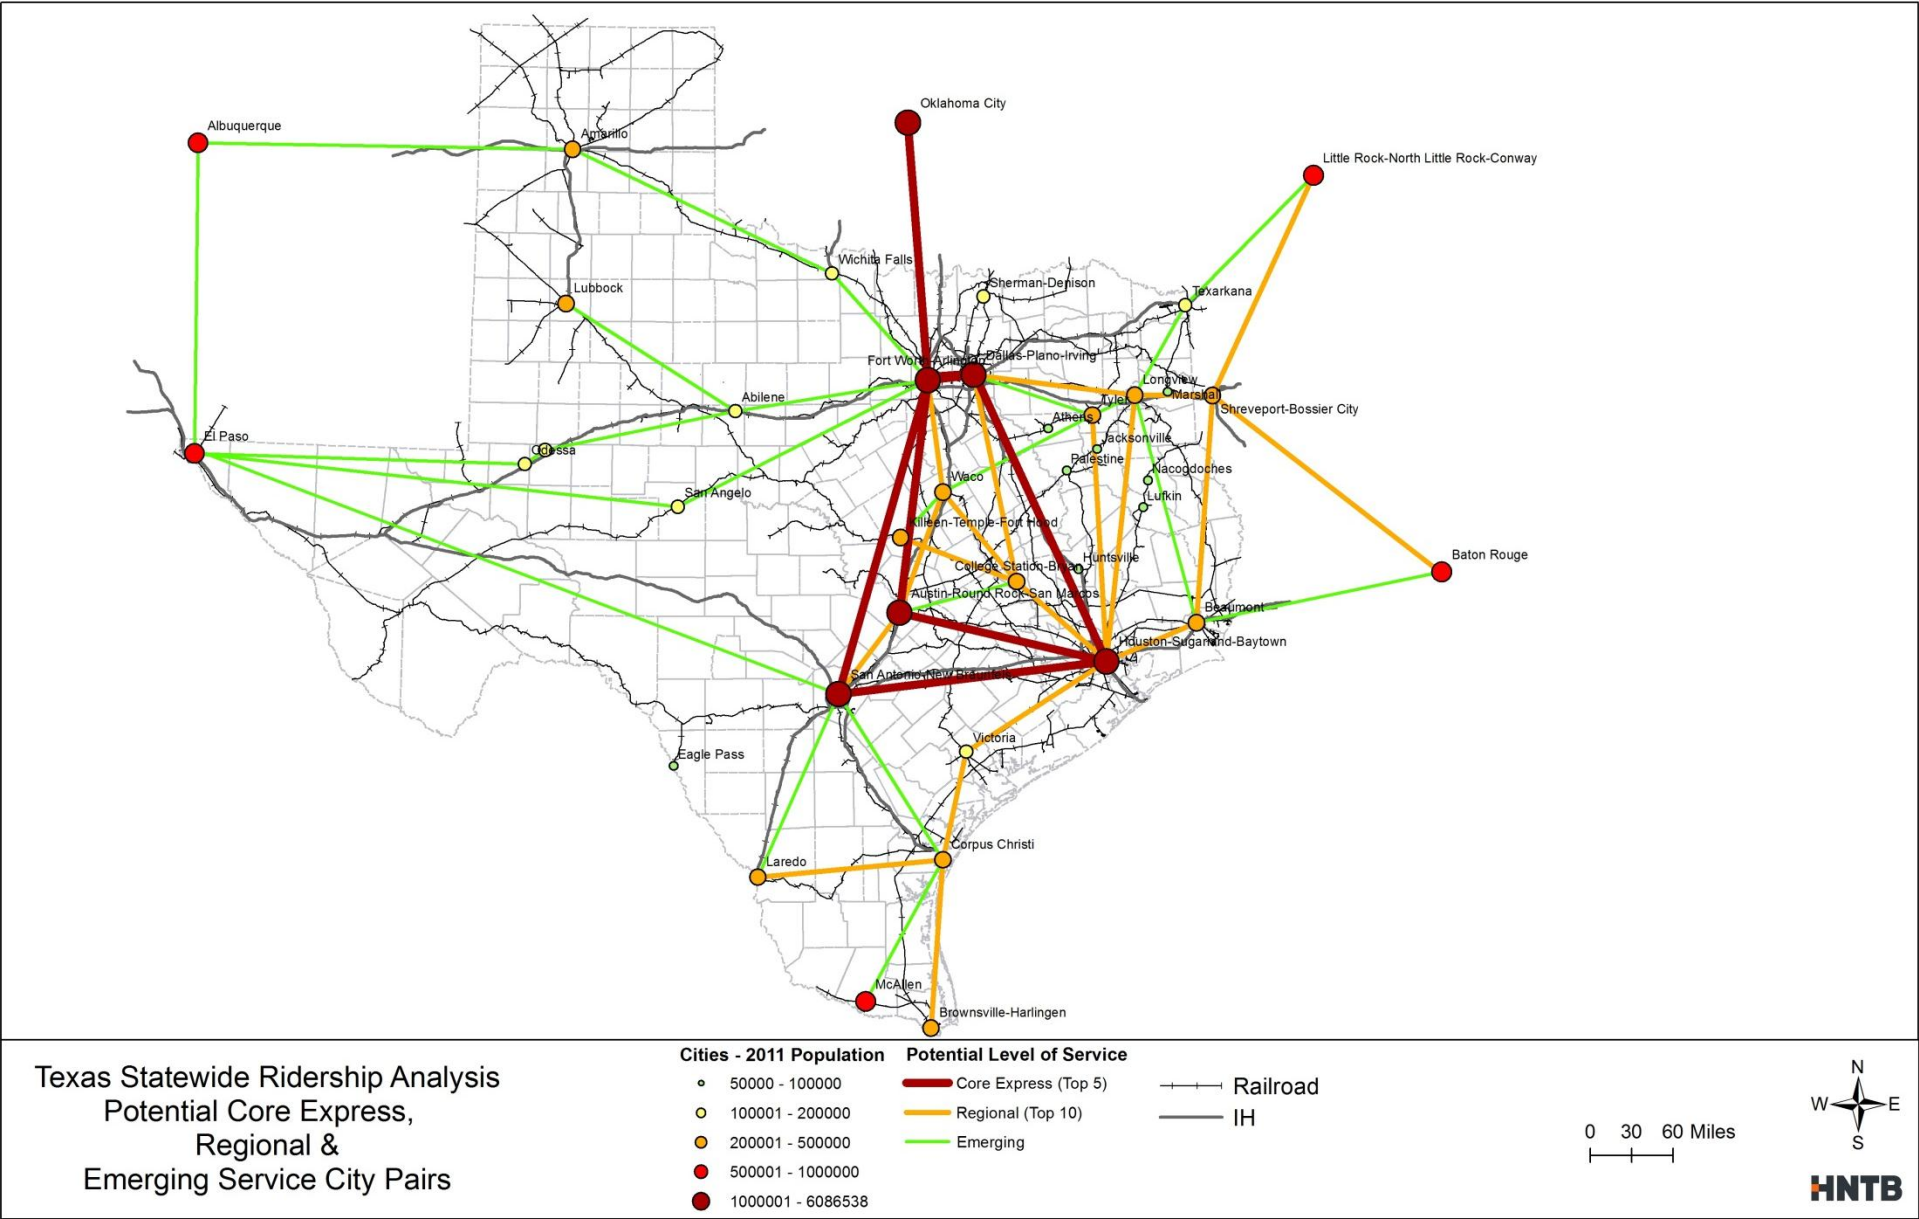 Oklahoma City
Albuquerque
Amarillo
Little Rock-North Little Rock-Conway
Wichita Falls
Sherman-Denison
Lubbock
Texarkana
Fort Worth-Arlington
Dallas-Plano-Irving
Longview
Marshall
Tyler
Shreveport-Bossier City
Abilene
Athens
El Paso
Jacksonville
Odessa
Palestine
Nacogdoches
Waco
San Angelo
Lufkin
Killeen-Temple-Fort Hood
Huntsville
Baton Rouge
College Station-Bryan
Austin-Round Rock-San Marcos
Beaumont
Houston-Sugarland-Baytown
San Antonio-New Braunfels
Victoria
Eagle Pass
Corpus Christi
Laredo
McAllen
Brownsville-Harlingen
Texas Statewide Ridership Analysis
Potential Core Express,
Regional &
Emerging Service City Pairs
Cities - 2011 Population
50000 - 100000
100001 - 200000
200001 - 500000
500001 - 1000000
1000001 - 6086538
Potential Level of Service
Core Express (Top 5)
Regional (Top 10)
Emerging
Railroad
IH
0 30 60 Miles
N
W E
S
HNTB